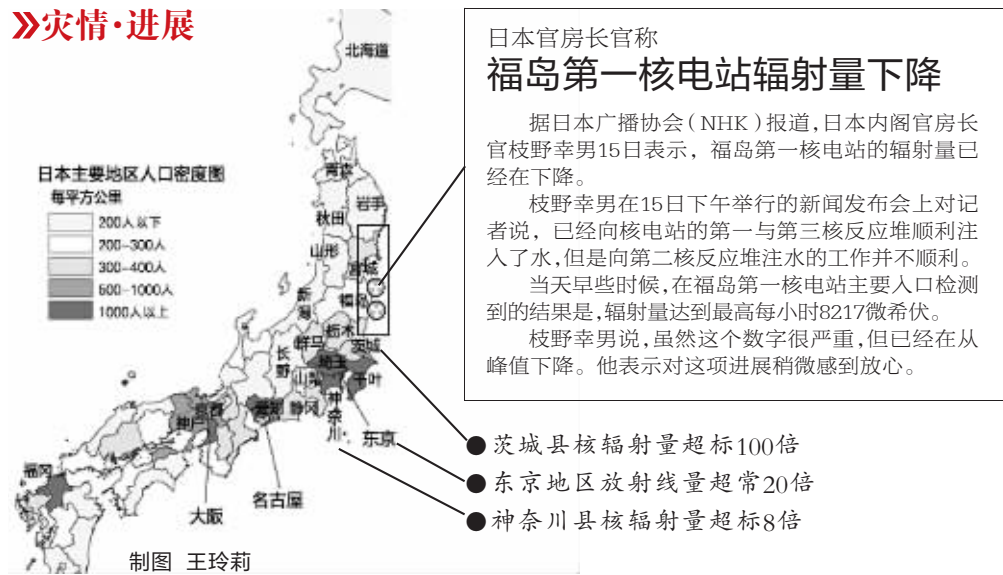 »灾情·进展
日本官房长官称
福岛第一核电站辐射量下降
据日本广播协会(NHK)报道,日本内阁官房长
官枝野幸男15日表示,福岛第一核电站的辐射量已
经在下降。
枝野幸男在15日下午举行的新闻发布会上对记
者说,已经向核电站的第一与第三核反应堆顺利注
入了水,但是向第二核反应堆注水的工作并不顺利。
当天早些时候,在福岛第一核电站主要入口检测
到的结果是,辐射量达到最高每小时8217微希伏。
枝野幸男说,虽然这个数字很严重,但已经在从
峰值下降。他表示对这项进展稍微感到放心。
日本主要地区人口密度图
每平方公里
200人以下
200-300人
300-400人
500-1000人
1000人以上
北海道
青森
岩手
秋田
山形
宫城
新潟
福岛
栃木
群马
茨城
长野
埼玉
山梨
千叶
神奈川
静冈
东京
京都
神户
名古屋
大阪
福冈
●茨城县核辐射量超标100倍
●东京地区放射线量超常20倍
●神奈川县核辐射量超标8倍
制图 王玲莉